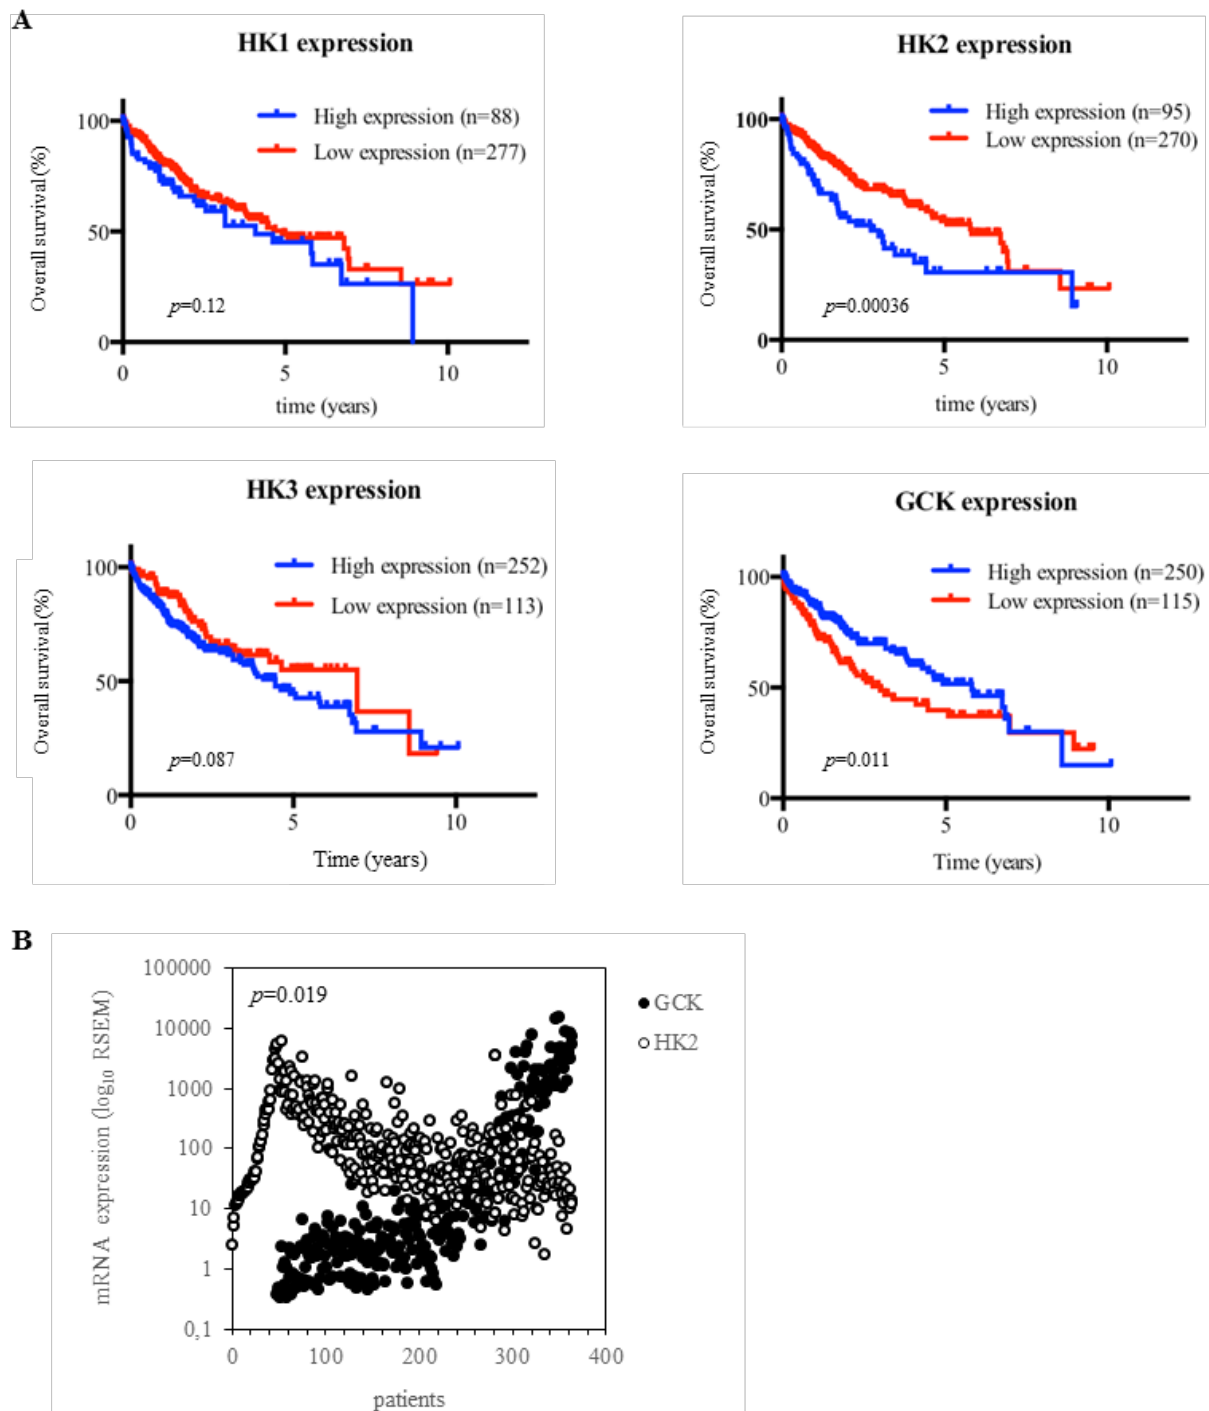 A
HK1 expression
High expression (n=88)
Low expression (n=277)
Overall survival (%)
100
50
0
p=0.12
0 5 10
time (years)
HK2 expression
High expression (n=95)
Low expression (n=270)
Overall survival (%)
100
50
0
p=0.00036
0 5 10
time (years)
HK3 expression
High expression (n=252)
Low expression (n=113)
Overall survival (%)
100
50
0
p=0.087
0 5 10
Time (years)
GCK expression
High expression (n=250)
Low expression (n=115)
Overall survival (%)
100
50
0
p=0.011
0 5 10
Time (years)
B
mRNA expression (log10 RSEM)
100000
10000
1000
100
10
1
0,1
p=0.019
GCK
HK2
0 100 200 300 400
patients